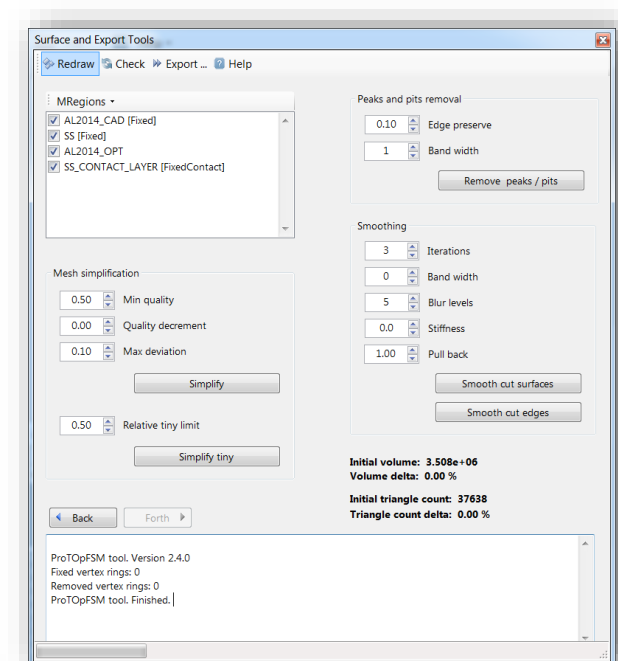 Surface and Export Tools
Redraw Check Export ... Help
MRegions
AL2014_CAD [Fixed]
SS [Fixed]
AL2014_OPT
SS_CONTACT_LAYER [FixedContact]
Mesh simplification
0.50 Min quality
0.00 Quality decrement
0.10 Max deviation
Simplify
0.50 Relative tiny limit
Simplify tiny
Peaks and pits removal
0.10 Edge preserve
1 Band width
Remove peaks / pits
Smoothing
3 Iterations
0 Band width
5 Blur levels
0.0 Stiffness
1.00 Pull back
Smooth cut surfaces
Smooth cut edges
Initial volume: 3.508e+06
Volume delta: 0.00 %
Initial triangle count: 37638
Triangle count delta: 0.00 %
Back Forth
ProTOpFSM tool. Version 2.4.0
Fixed vertex rings: 0
Removed vertex rings: 0
ProTOpFSM tool. Finished.